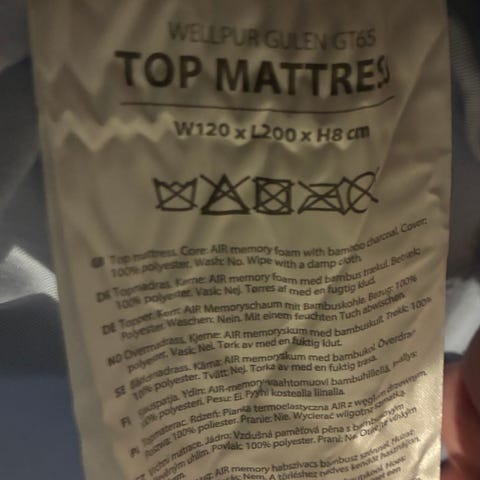 WELLPUR GULEN GT65
TOP MATTRESS
W120 x L200 x H8 cm
Top mattress. Core: AIR memory foam with bamboo charcoal. Cover:
100% polyester. Wash: No. Wipe with a damp cloth.
DK Topmadras. Kerne: AIR memory foam med bambus trækul. Betræk:
100% polyester. Vask: Nej. Tørres af med en fugtig klud.
DE Topper. Kern: AIR Memoryschaum mit Bambuskohle. Bezug: 100%
Polyester. Waschen: Nein. Mit einem feuchten Tuch abwischen.
NO Overmadrass. Kjerne: AIR memoryskum med bambuskull. Trekk: 100%
polyester. Vask: Nej. Tørk av med en fuktig klut.
SE Bäddmadrass. Kärna: AIR memoryskum med bambukol Överdrag:
100% polyester. Tvätt: Nej. Torka av med en fuktig trasa.
FI Sijauspatja. Ydin: AIR-memory-vaahtomuovi bambuhiilellä,
100% polyesteri. Pesu: Ei Pyyhi kostealla liinalla.
PL Topmaterac. Rdzeń: Pianka termoelastyczna AIR z węglem drzewnym.
100% polyester. Pranie: Nie. Wycierać wilgotną
Vrchní matrace. Jádro: Vzdušná paměťová pěna s bambusovým
uhlím. Povlak: 100% polyester. Praní: Ne.
AIR memory habszivacs bambusz
Nem. A törléshez nedves kendőt